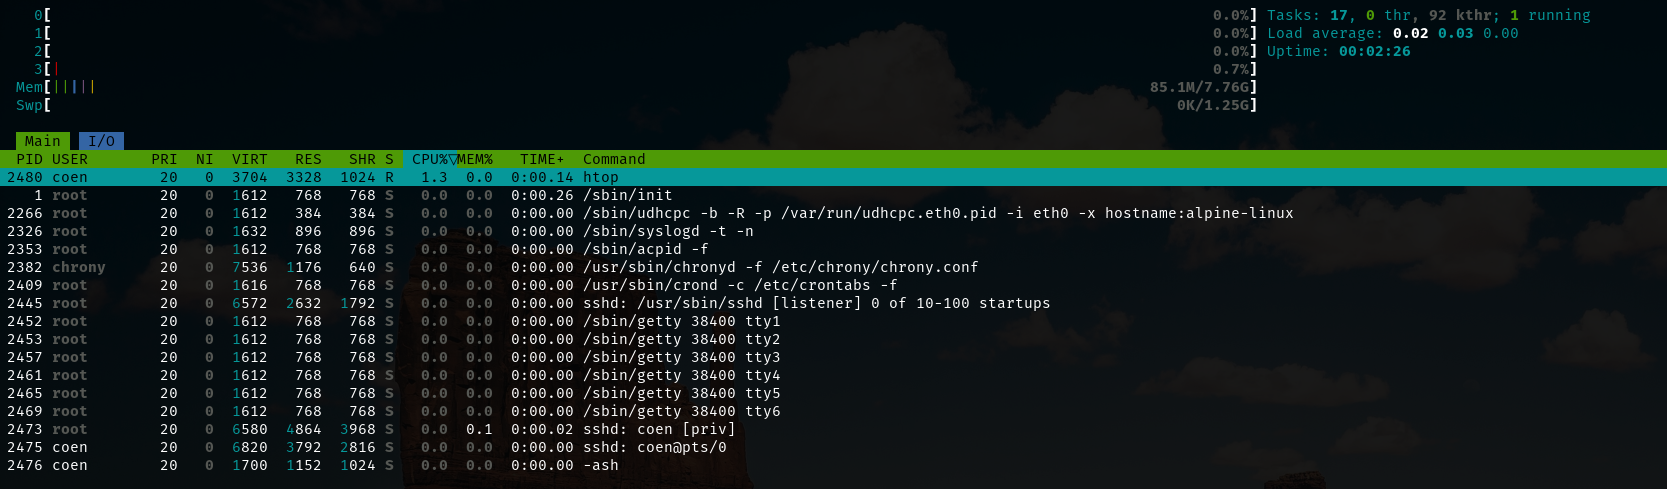 0[ 0.0%] Tasks: 17, 0 thr, 92 kthr; 1 running
1[ 0.0%] Load average: 0.02 0.03 0.00
2[ 0.0%] Uptime: 00:02:26
3[| 0.7%]
Mem[||||| 85.1M/7.76G]
Swp[ 0K/1.25G]
Main I/O
PID USER PRI NI VIRT RES SHR S CPU%▽MEM% TIME+ Command
2480 coen 20 0 3704 3328 1024 R 1.3 0.0 0:00.14 htop
1 root 20 0 1612 768 768 S 0.0 0.0 0:00.26 /sbin/init
2266 root 20 0 1612 384 384 S 0.0 0.0 0:00.00 /sbin/udhcpc -b -R -p /var/run/udhcpc.eth0.pid -i eth0 -x hostname:alpine-linux
2326 root 20 0 1632 896 896 S 0.0 0.0 0:00.00 /sbin/syslogd -t -n
2353 root 20 0 1612 768 768 S 0.0 0.0 0:00.00 /sbin/acpid -f
2382 chrony 20 0 7536 1176 640 S 0.0 0.0 0:00.00 /usr/sbin/chronyd -f /etc/chrony/chrony.conf
2409 root 20 0 1616 768 768 S 0.0 0.0 0:00.00 /usr/sbin/crond -c /etc/crontabs -f
2445 root 20 0 6572 2632 1792 S 0.0 0.0 0:00.00 sshd: /usr/sbin/sshd [listener] 0 of 10-100 startups
2452 root 20 0 1612 768 768 S 0.0 0.0 0:00.00 /sbin/getty 38400 tty1
2453 root 20 0 1612 768 768 S 0.0 0.0 0:00.00 /sbin/getty 38400 tty2
2457 root 20 0 1612 768 768 S 0.0 0.0 0:00.00 /sbin/getty 38400 tty3
2461 root 20 0 1612 768 768 S 0.0 0.0 0:00.00 /sbin/getty 38400 tty4
2465 root 20 0 1612 768 768 S 0.0 0.0 0:00.00 /sbin/getty 38400 tty5
2469 root 20 0 1612 768 768 S 0.0 0.0 0:00.00 /sbin/getty 38400 tty6
2473 root 20 0 6580 4864 3968 S 0.0 0.1 0:00.02 sshd: coen [priv]
2475 coen 20 0 6820 3792 2816 S 0.0 0.0 0:00.00 sshd: coen@pts/0
2476 coen 20 0 1700 1152 1024 S 0.0 0.0 0:00.00 -ash